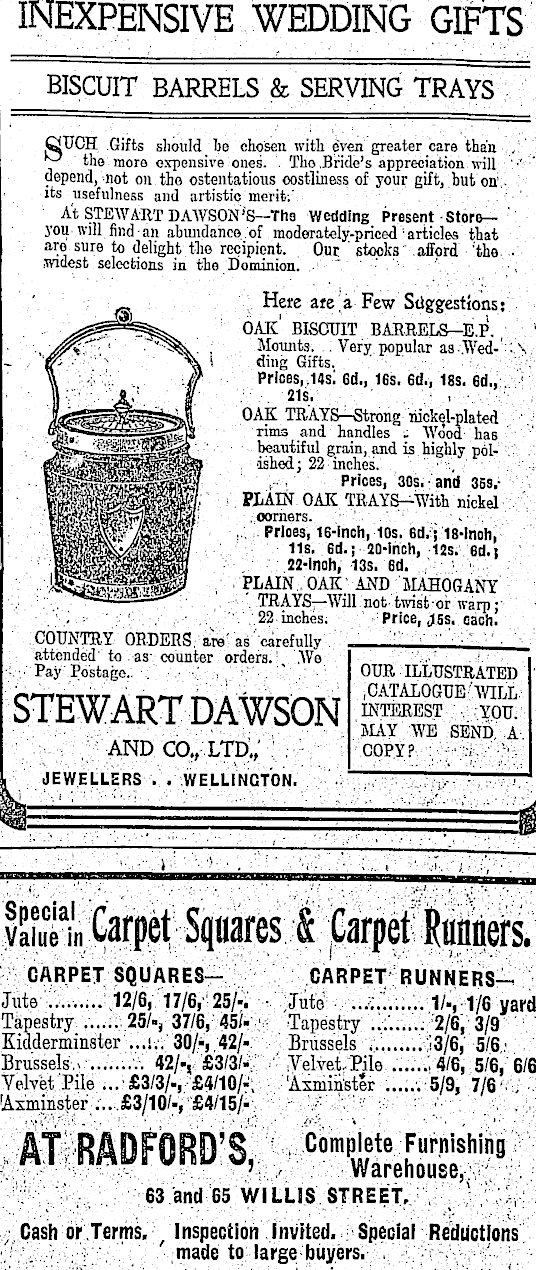 INEXPENSIVE WEDDING GIFTS
BISCUIT BARRELS & SERVING TRAYS
SUCH Gifts should be chosen with even greater care than
the more expensive ones. The Bride's appreciation will
depend, not on the ostentatious costliness of your gift, but on
its usefulness and artistic merit.
At STEWART DAWSON'S—The Wedding Present Store—
you will find an abundance of moderately-priced articles that
are sure to delight the recipient. Our stocks afford the
widest selections in the Dominion.
Here are a Few Suggestions:
OAK BISCUIT BARRELS—E.P.
Mounts. Very popular as Wed-
ding Gifts.
Prices, 14s. 6d., 16s. 6d., 18s. 6d.,
21s.
OAK TRAYS—Strong nickel-plated
rims and handles . Wood has
beautiful grain, and is highly pol-
ished; 22 inches.
Prices, 30s. and 35s.
PLAIN OAK TRAYS—With nickel
corners.
Prices, 16-inch, 10s. 6d.; 18-inch,
11s. 6d.; 20-inch, 12s. 6d.;
22-inch, 13s. 6d.
PLAIN OAK AND MAHOGANY
TRAYS—Will not twist or warp;
22 inches. Price, 15s. each.
COUNTRY ORDERS are as carefully
attended to as counter orders. We
Pay Postage.
STEWART DAWSON
AND CO., LTD.,
JEWELLERS . . WELLINGTON.
OUR ILLUSTRATED
CATALOGUE WILL
INTEREST YOU.
MAY WE SEND A
COPY?
Special
Value in Carpet Squares & Carpet Runners.
CARPET SQUARES—
Jute ......... 12/6, 17/6, 25/-.
Tapestry ...... 25/-, 37/6, 45/-
Kidderminster ..... 30/-, 42/-
Brussels .......... 42/-, £3/3/-
Velvet Pile ... £3/3/-, £4/10/-
Axminster .... £3/10/-, £4/15/-
CARPET RUNNERS—
Jute ............ 1/-, 1/6 yard
Tapestry ......... 2/6, 3/9
Brussels ......... 3/6, 5/6
Velvet Pile ...... 4/6, 5/6, 6/6
Axminster ...... 5/9, 7/6
AT RADFORD'S,
Complete Furnishing
Warehouse,
63 and 65 WILLIS STREET.
Cash or Terms. Inspection Invited. Special Reductions
made to large buyers.